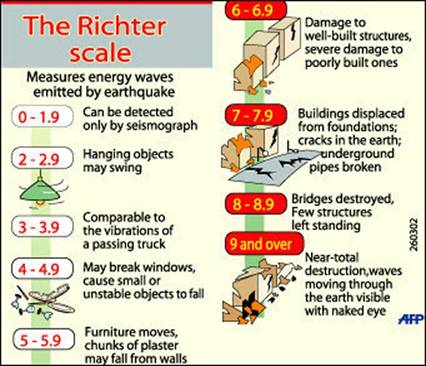 The Richter
scale
Measures energy waves
emitted by earthquake
0 - 1.9
Can be detected
only by seismograph
2 - 2.9
Hanging objects
may swing
3 - 3.9
Comparable to
the vibrations of
a passing truck
4 - 4.9
May break windows,
cause small or
unstable objects to fall
5 - 5.9
Furniture moves,
chunks of plaster
may fall from walls
6 - 6.9
Damage to
well-built structures,
severe damage to
poorly built ones
7 - 7.9
Buildings displaced
from foundations;
cracks in the earth;
underground
pipes broken
8 - 8.9
Bridges destroyed,
Few structures
left standing
9 and over
Near-total
destruction,waves
moving through
the earth visible
with naked eye
260302
AFP